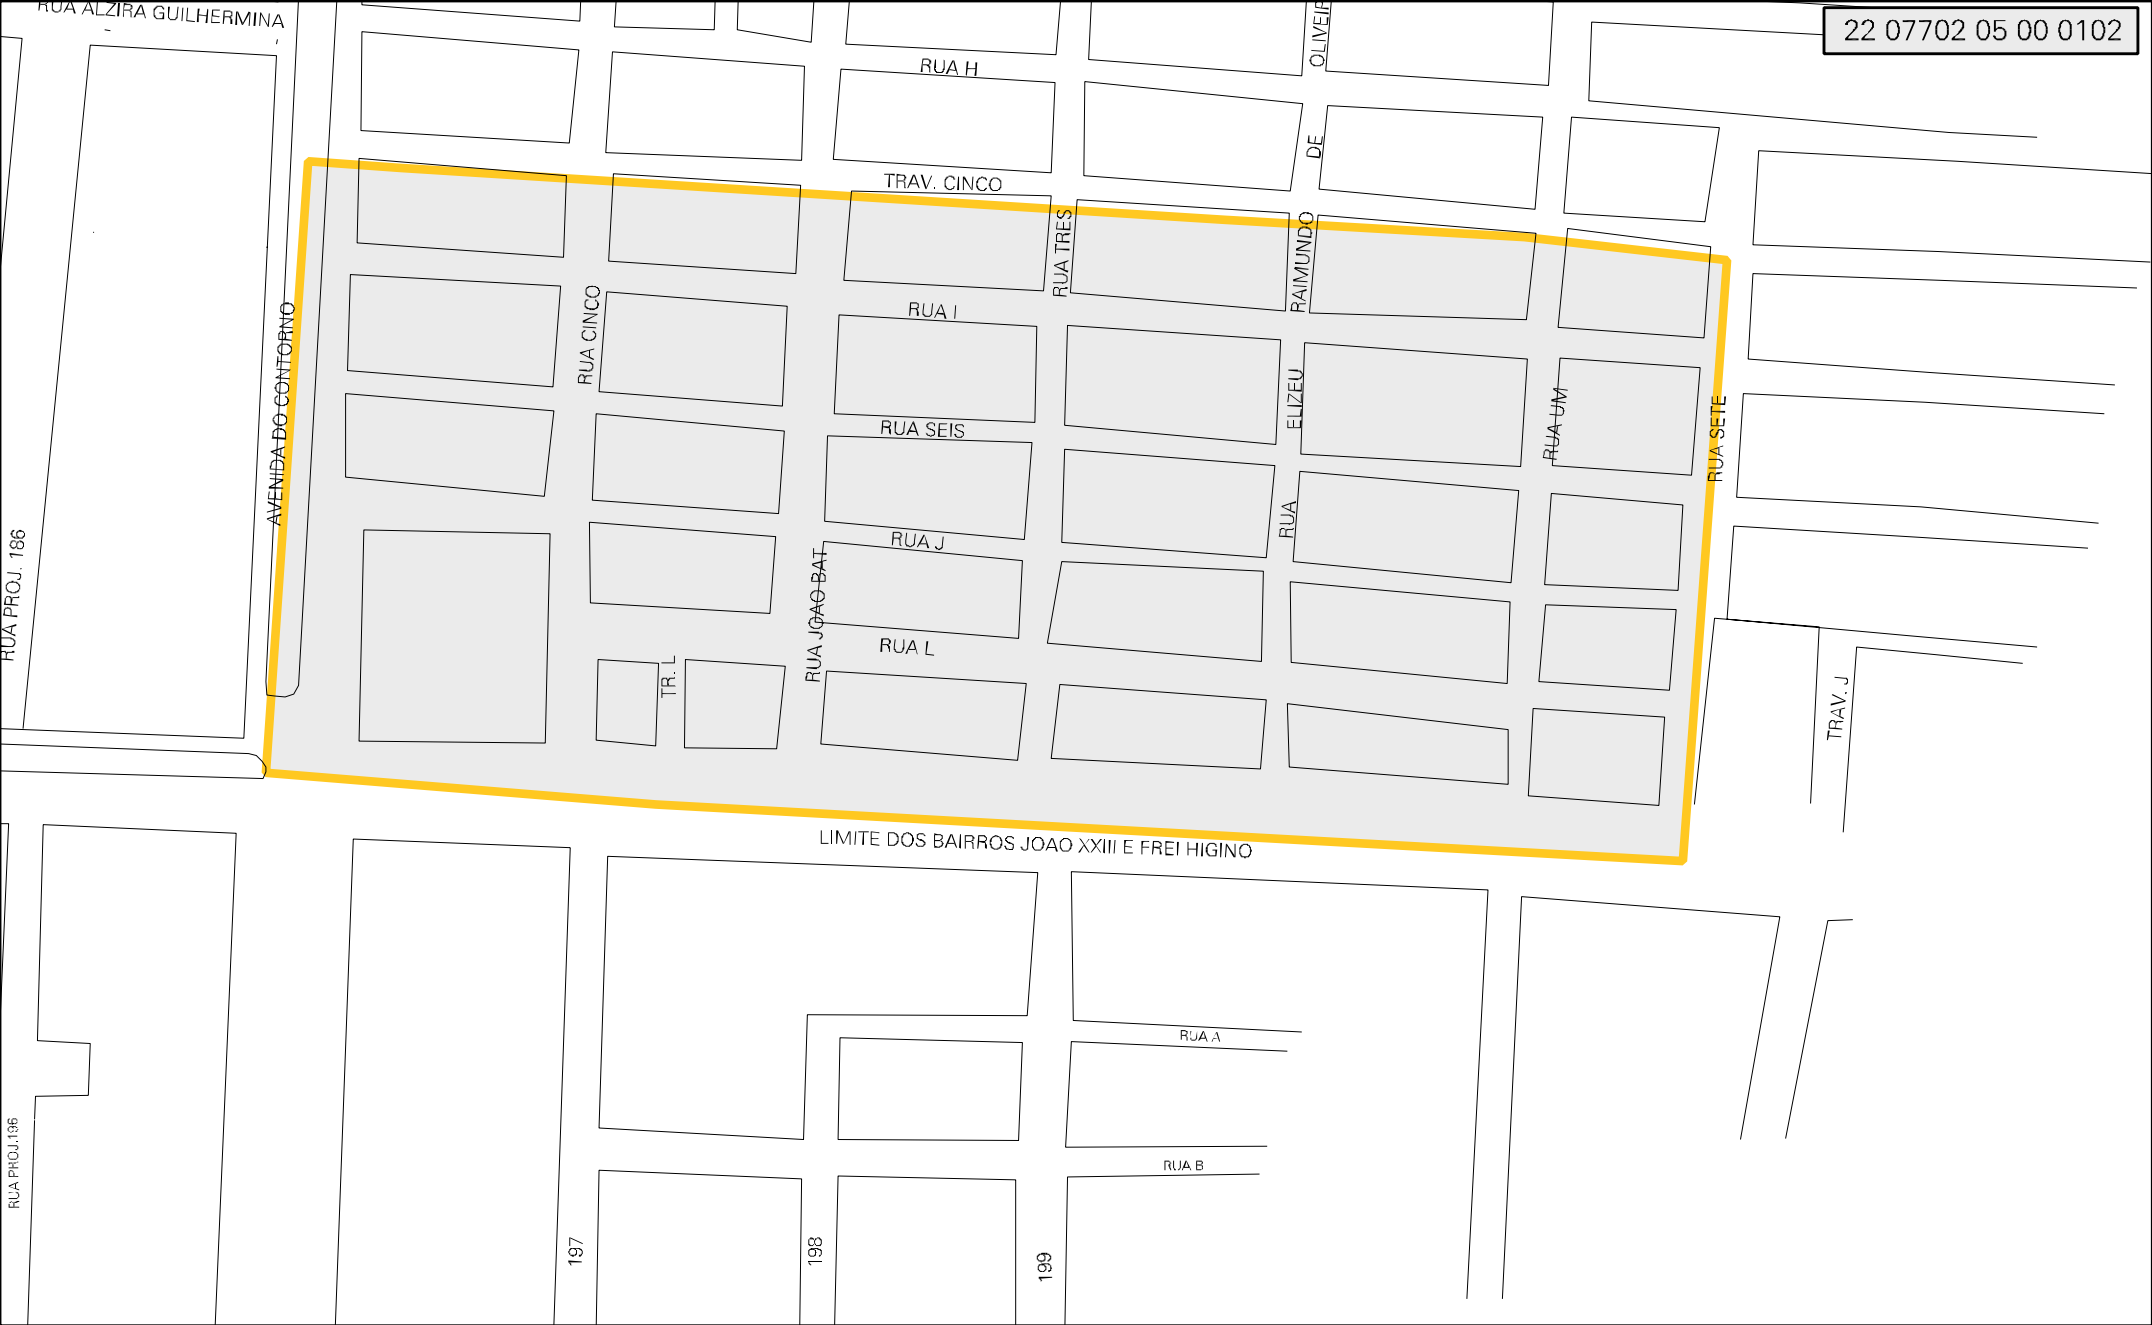 RUA ALZIRA GUILHERMINA
22 07702 05 00 0102
RUA H
OLIVEIR
DE
TRAV. CINCO
RUA TRES
RAIMUNDO
RUA I
RUA CINCO
AVENIDA DO CONTORNO
ELIZEU
RUA UM
RUA SETE
RUA SEIS
RUA
RUA J
RUA PROJ. 186
RUA JOAO BAT
RUA L
TR. L
TRAV. J
LIMITE DOS BAIRROS JOAO XXIII E FREI HIGINO
RUA A
RUA B
RUA PROJ.196
197
198
199